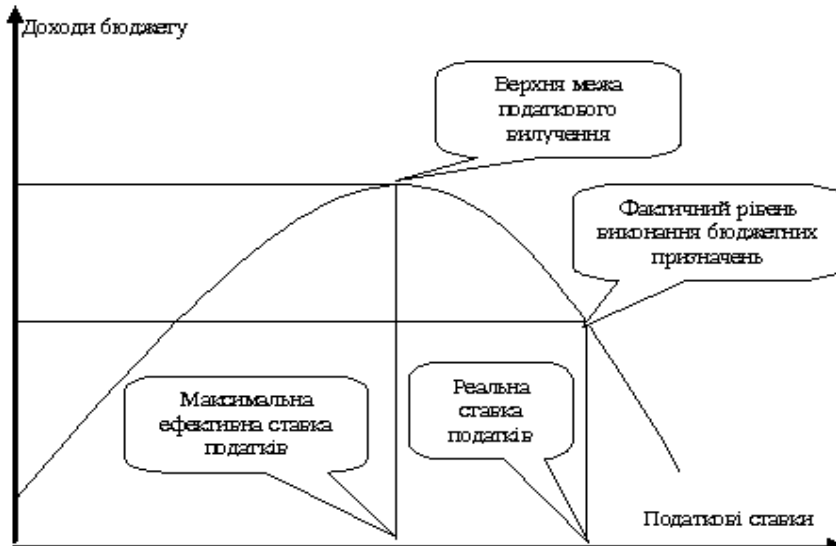 Доходи бюджету
Верхня межа
податкового
вилучення
Фактичний рівень
виконання бюджетних
призначень
Максимальна
ефективна ставка
податків
Реальна
ставка
податків
Податкові ставки